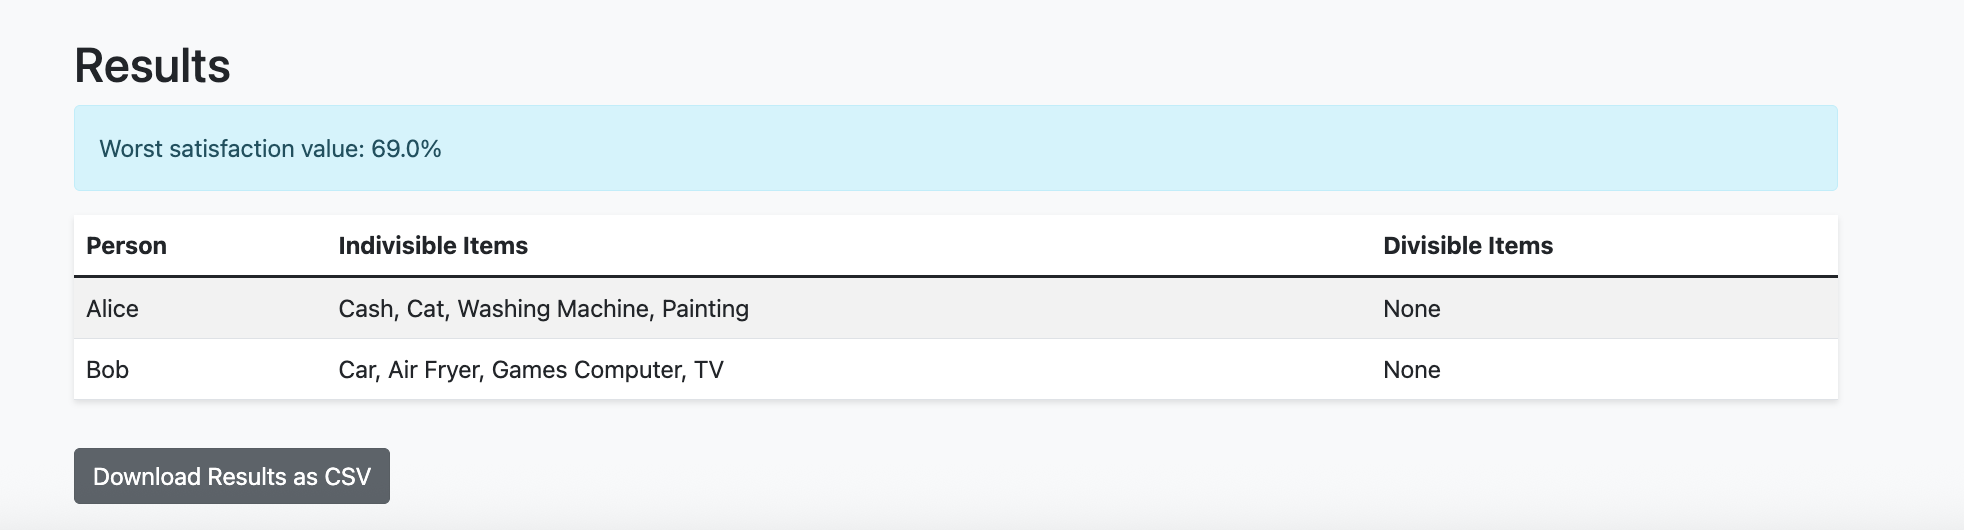 Results
Worst satisfaction value: 69.0%
Person Indivisible Items Divisible Items
Alice Cash, Cat, Washing Machine, Painting None
Bob Car, Air Fryer, Games Computer, TV None
Download Results as CSV